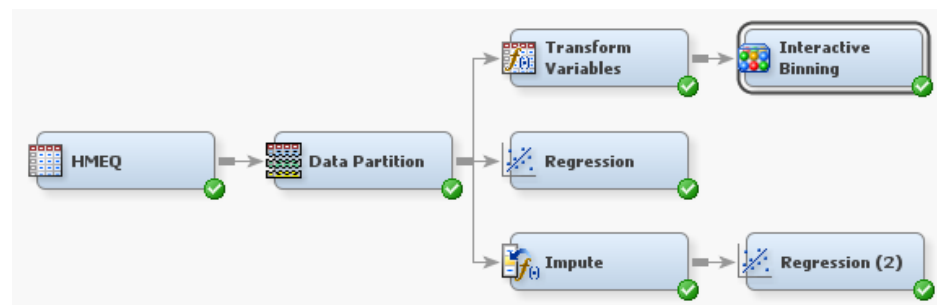 Transform
Variables
Interactive
Binning
HMEQ
Data Partition
Regression
Impute
Regression (2)